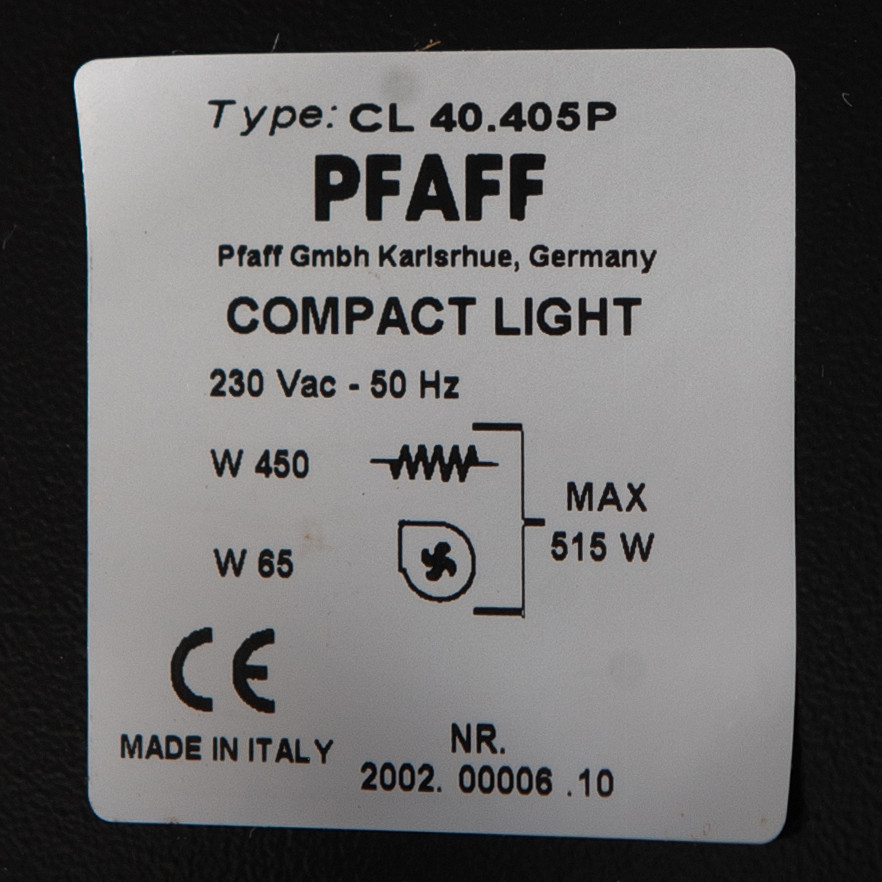 Type: CL 40.405P
PFAFF
Pfaff Gmbh Karlsrhue, Germany
COMPACT LIGHT
230 Vac - 50 Hz
W 450
MAX
515 W
W 65
CE
MADE IN ITALY
NR.
2002. 00006 .10